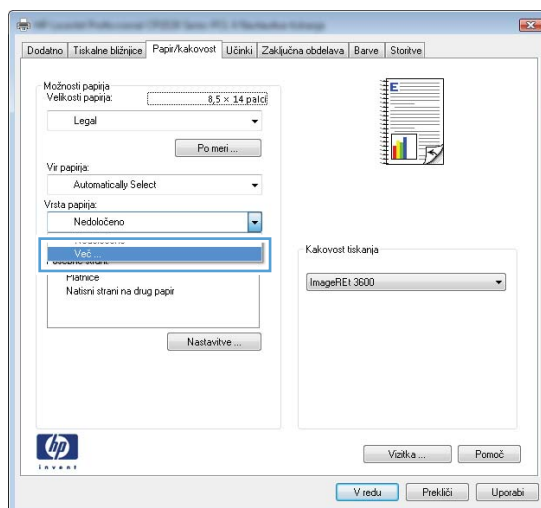 Dodatno Tiskalne bližnjice Papir/kakovost Učinki Zaključna obdelava Barve Storitve
Možnosti papirja
Velikosti papirja:
8,5 × 14 palci
Legal
Po meri ...
Vir papirja:
Automatically Select
Vrsta papirja:
Nedoločeno
Več ...
Platnice
Natisni strani na drug papir
Nastavitve ...
E
Kakovost tiskanja
ImageREt 3600
hp
invent
Vizitka ... Pomoč
V redu Prekliči Uporabi